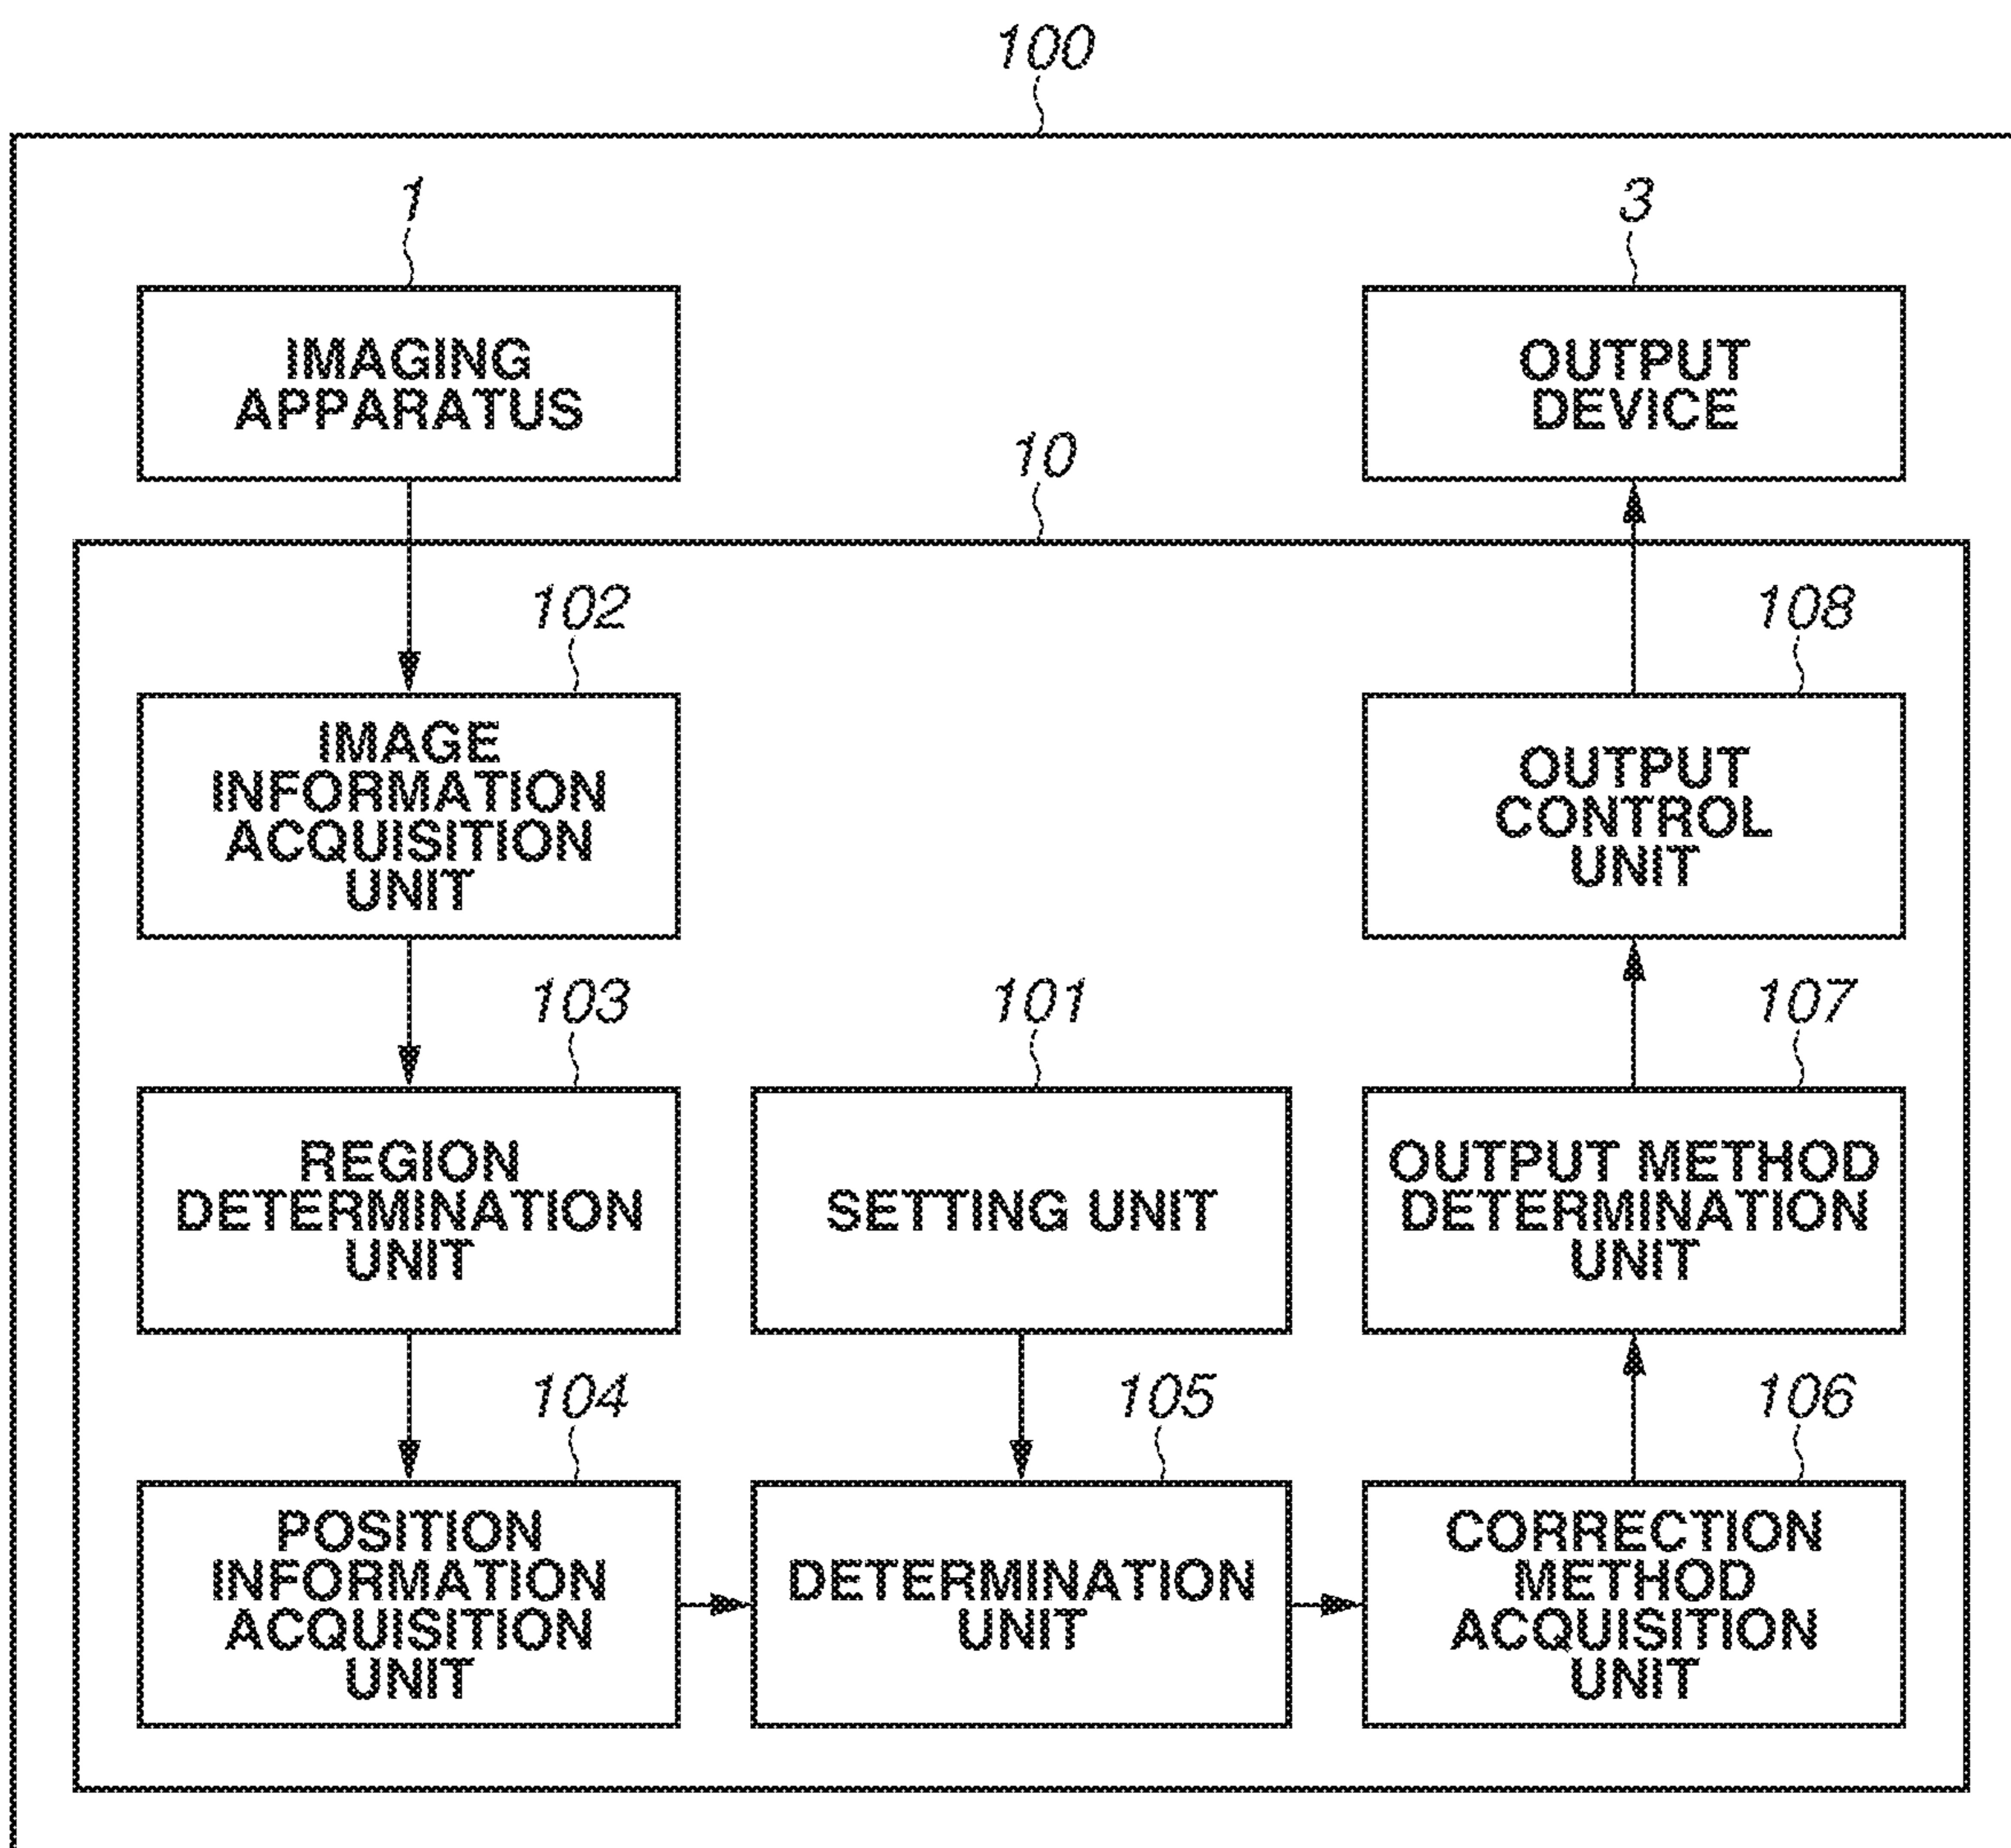 100
1
3
IMAGING
APPARATUS
OUTPUT
DEVICE
10
102
108
IMAGE
INFORMATION
ACQUISITION
UNIT
OUTPUT
CONTROL
UNIT
103
101
107
REGION
DETERMINATION
UNIT
SETTING UNIT
OUTPUT METHOD
DETERMINATION
UNIT
104
105
106
POSITION
INFORMATION
ACQUISITION
UNIT
DETERMINATION
UNIT
CORRECTION
METHOD
ACQUISITION
UNIT